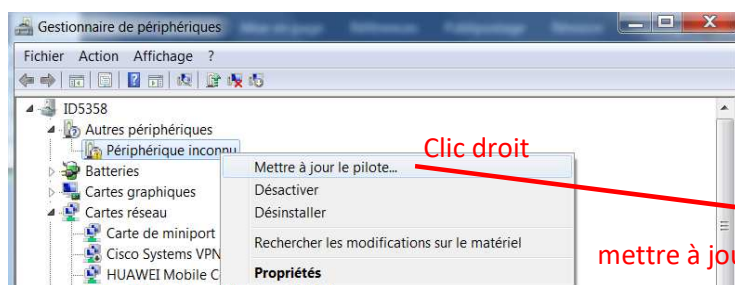 Gestionnaire de périphériques
Fichier Action Affichage ?
ID5358
Autres périphériques
Périphérique inconnu
Clic droit
Mettre à jour le pilote...
Batteries
Désactiver
Cartes graphiques
Désinstaller
Cartes réseau
Carte de miniport
Rechercher les modifications sur le matériel
Cisco Systems VPN
mettre à jou
HUAWEI Mobile C
Propriétés